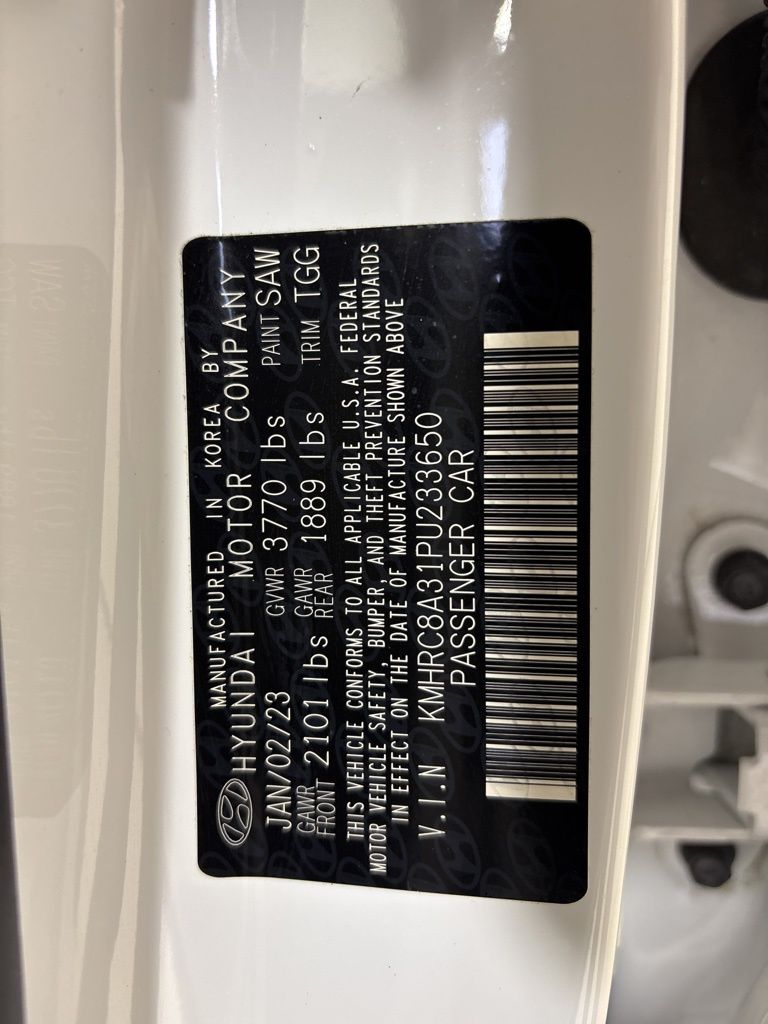 MANUFACTURED IN KOREA BY
HYUNDAI MOTOR COMPANY
JAN/02/23 GVWR 3770 lbs PAINT SAW
GAWR FRONT 2101 lbs GAWR REAR 1889 lbs TRIM TGG
THIS VEHICLE CONFORMS TO ALL APPLICABLE U.S.A. FEDERAL
MOTOR VEHICLE SAFETY, BUMPER, AND THEFT PREVENTION STANDARDS
IN EFFECT ON THE DATE OF MANUFACTURE SHOWN ABOVE
V.I.N KMHRC8A31PU233650
PASSENGER CAR